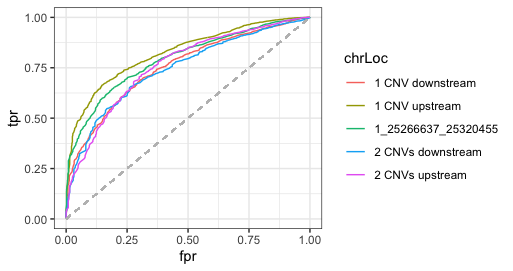 1.00
0.75
0.50
0.25
0.00
tpr
0.00 0.25 0.50 0.75 1.00
fpr
chrLoc
1 CNV downstream
1 CNV upstream
1_25266637_25320455
2 CNVs downstream
2 CNVs upstream